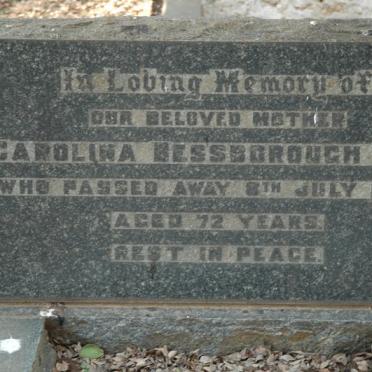 In Loving Memory of
OUR BELOVED MOTHER
CAROLINA BESSBOROUGH
WHO PASSED AWAY 8TH JULY
AGED 72 YEARS.
REST IN PEACE.